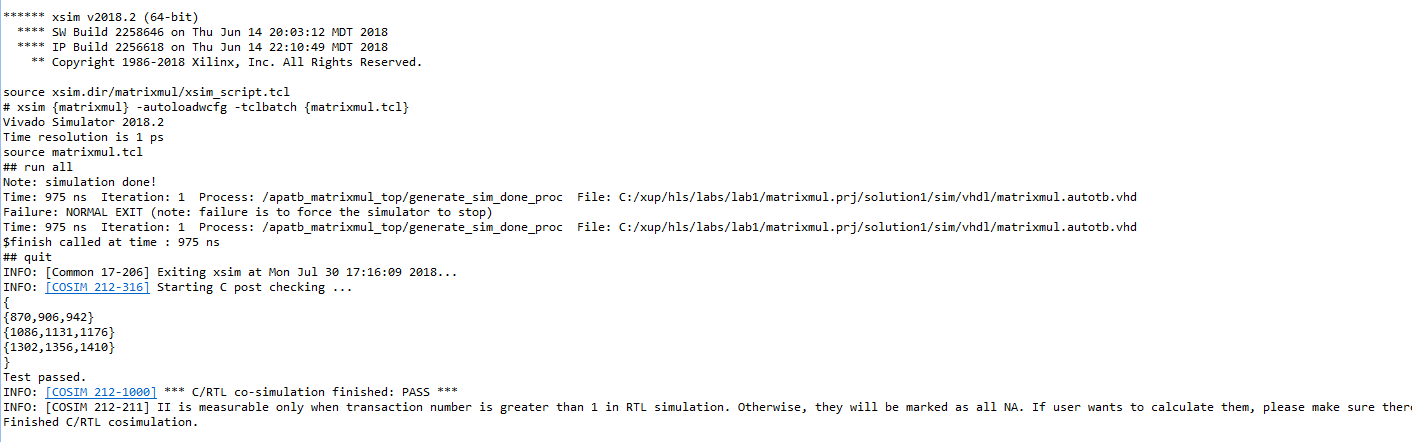 ****** xsim v2018.2 (64-bit)
**** SW Build 2258646 on Thu Jun 14 20:03:12 MDT 2018
**** IP Build 2256618 on Thu Jun 14 22:10:49 MDT 2018
** Copyright 1986-2018 Xilinx, Inc. All Rights Reserved.
source xsim.dir/matrixmul/xsim_script.tcl
# xsim {matrixmul} -autoloadwcfg -tclbatch {matrixmul.tcl}
Vivado Simulator 2018.2
Time resolution is 1 ps
source matrixmul.tcl
## run all
Note: simulation done!
Time: 975 ns  Iteration: 1  Process: /apatb_matrixmul_top/generate_sim_done_proc  File: C:/xup/hls/labs/lab1/matrixmul.prj/solution1/sim/vhdl/matrixmul.autotb.vhd
Failure: NORMAL EXIT (note: failure is to force the simulator to stop)
Time: 975 ns  Iteration: 1  Process: /apatb_matrixmul_top/generate_sim_done_proc  File: C:/xup/hls/labs/lab1/matrixmul.prj/solution1/sim/vhdl/matrixmul.autotb.vhd
$finish called at time : 975 ns
## quit
INFO: [Common 17-206] Exiting xsim at Mon Jul 30 17:16:09 2018...
INFO: [COSIM 212-316] Starting C post checking ...
{
{870,906,942}
{1086,1131,1176}
{1302,1356,1410}
}
Test passed.
INFO: [COSIM 212-1000] *** C/RTL co-simulation finished: PASS ***
INFO: [COSIM 212-211] II is measurable only when transaction number is greater than 1 in RTL simulation. Otherwise, they will be marked as all NA. If user wants to calculate them, please make sure
Finished C/RTL cosimulation.